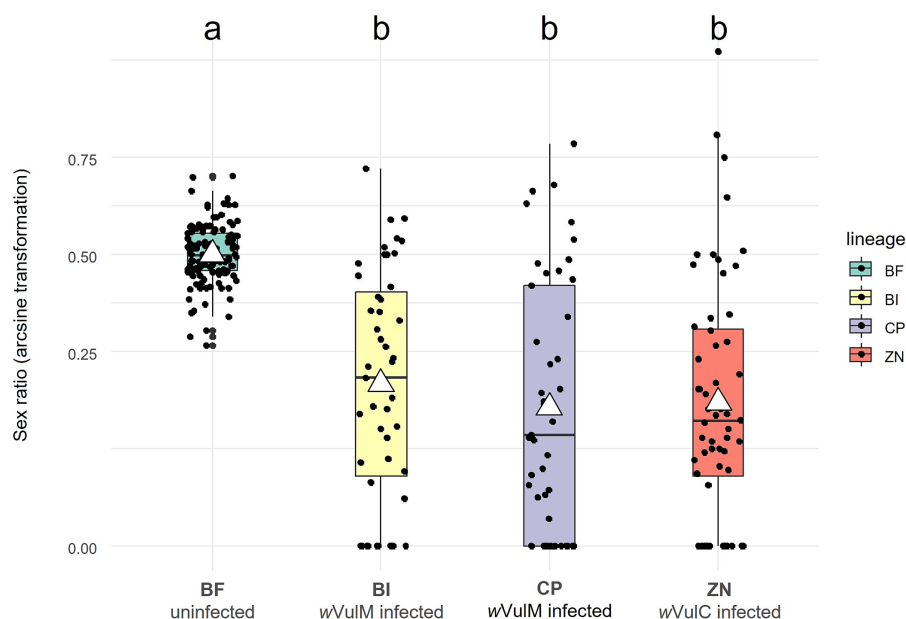 a b b b
Sex ratio (arcsine transformation)
0.75
0.50
0.25
0.00
BF BI CP ZN
uninfected wVulM infected wVulM infected wVulC infected
lineage
BF
BI
CP
ZN